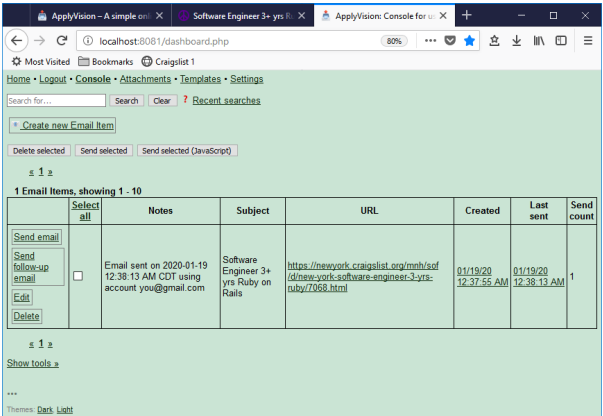 ApplyVision – A simple onl
Software Engineer 3+ yrs R
ApplyVision: Console for us
localhost:8081/dashboard.php
80%
Most Visited Bookmarks Craigslist 1
Home • Logout • Console • Attachments • Templates • Settings
Search for... Search Clear ? Recent searches
* Create new Email Item
Delete selected Send selected Send selected (JavaScript)
« 1 »
1 Email Items, showing 1 - 10
Select all Notes Subject URL Created Last sent Send count
Send email
Send follow-up email
Edit
Delete
Email sent on 2020-01-19
12:38:13 AM CDT using
account you@gmail.com
Software
Engineer 3+
yrs Ruby on
Rails
https://newyork.craigslist.org/mnh/sof
/d/new-york-software-engineer-3-yrs-
ruby/7068.html
01/19/20
12:37:55 AM
01/19/20
12:38:13 AM
1
« 1 »
Show tools »
...
Themes: Dark, Light